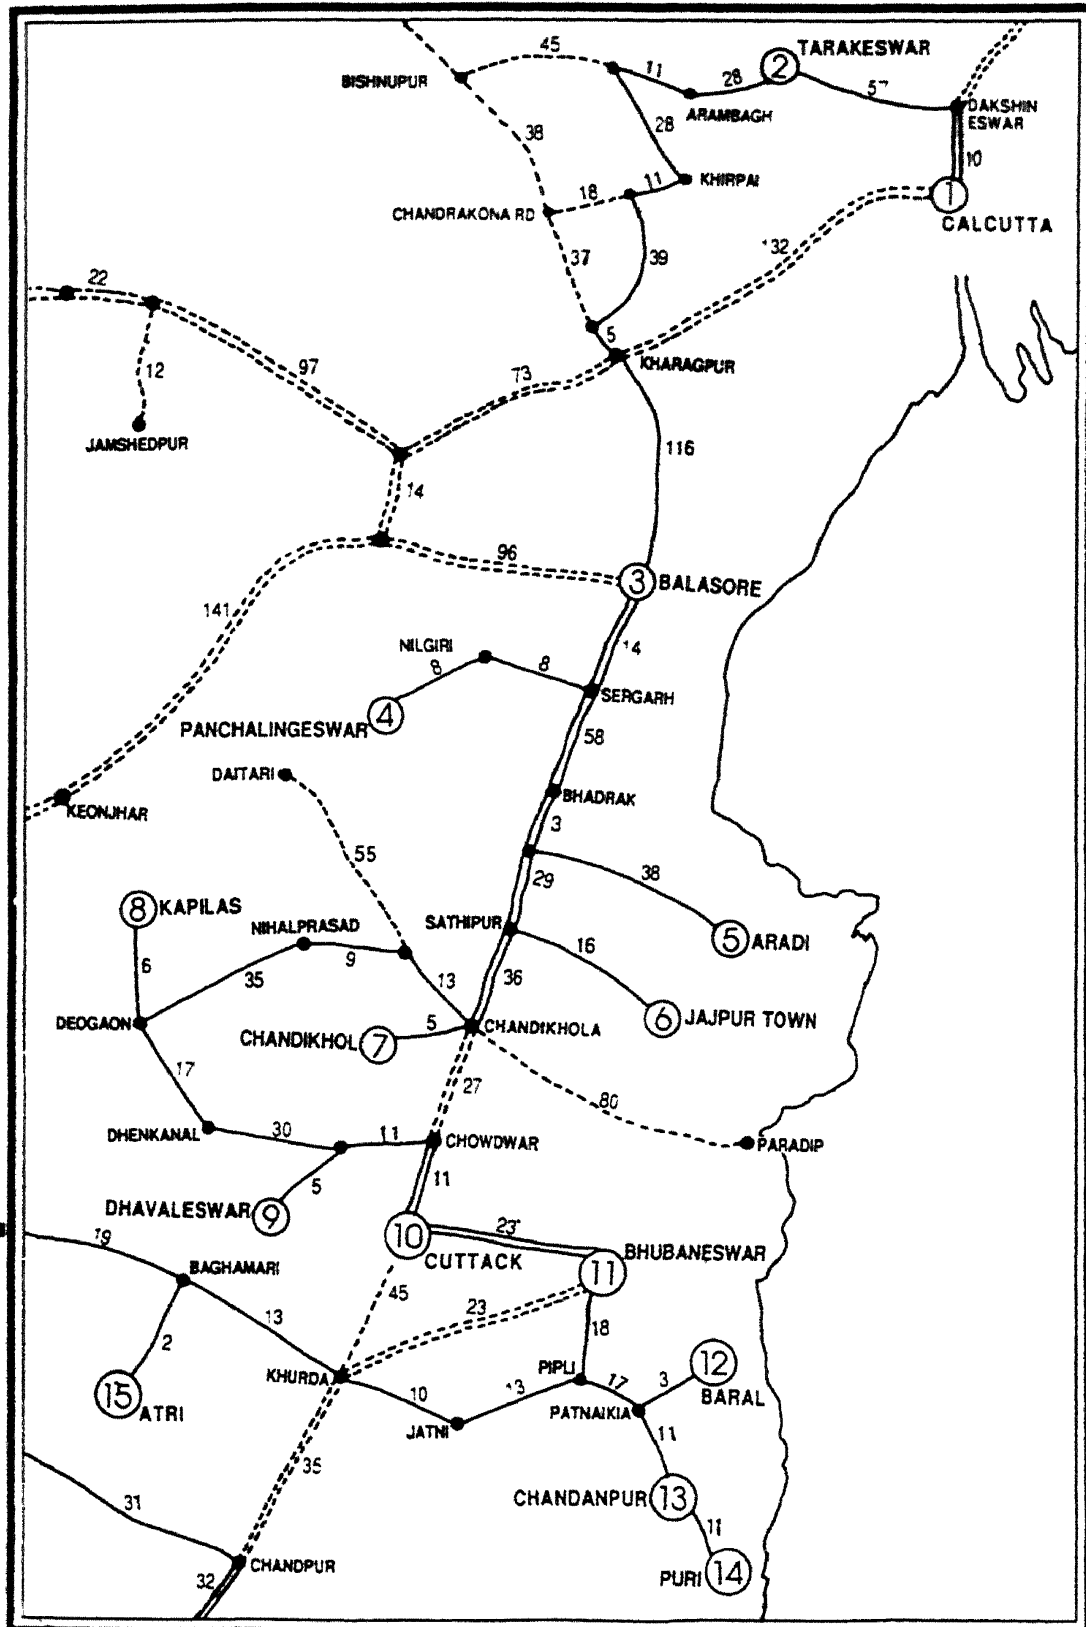 TARAKESWAR
2
45
11
28
57
BISHNUPUR
ARAMBAGH
DAKSHIN
ESWAR
38
28
10
KHIRPAI
11
18
1
CALCUTTA
CHANDRAKONA RD
132
37
39
22
5
KHARAGPUR
97
73
12
JAMSHEDPUR
116
14
96
3
BALASORE
141
NILGIRI
14
8
8
SERGARH
4
PANCHALINGESWAR
58
DAITARI
BHADRAK
KEONJHAR
3
55
38
29
8
KAPILAS
SATHIPUR
NIHALPRASAD
5
ARADI
9
16
6
35
13
36
6
JAJPUR TOWN
DEOGAON
CHANDIKHOLA
5
CHANDIKHOL
7
17
27
80
DHENKANAL
30
11
CHOWDWAR
PARADIP
5
11
DHAVALESWAR
9
10
23
CUTTACK
BHUBANESWAR
11
19
BAGHAMARI
45
23
13
18
2
KHURDA
PIPLI
12
BARAL
15
ATRI
10
13
17
3
JATNI
PATNAIKIA
11
35
CHANDANPUR
13
31
11
CHANDPUR
32
PURI
14